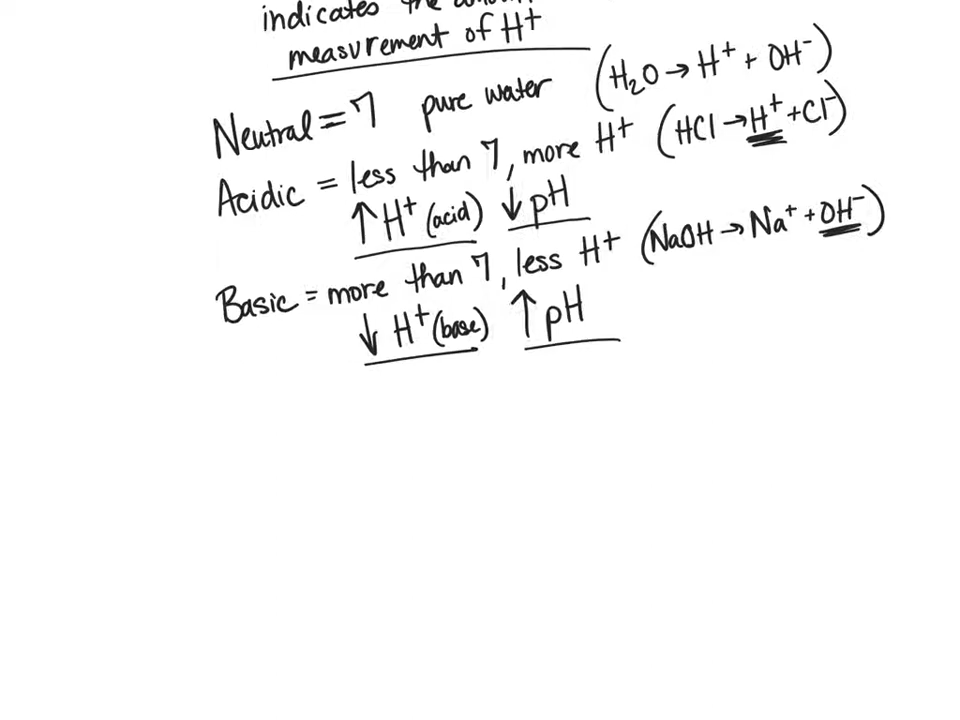 indicates the
measurement of H⁺
Neutral = 7 pure water (H₂O → H⁺ + OH⁻)
Acidic = less than 7, more H⁺ (HCl → H⁺ + Cl⁻)
↑ H⁺ (acid) ↓ pH
Basic = more than 7, less H⁺ (NaOH → Na⁺ + OH⁻)
↓ H⁺ (base) ↑ pH